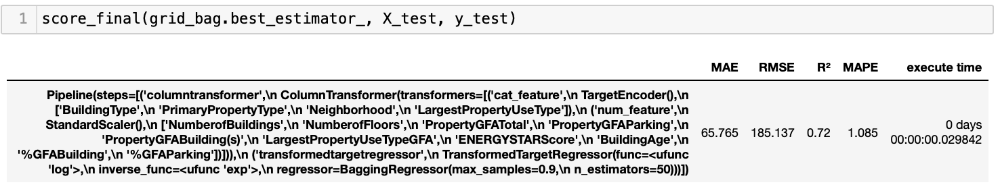 1 score_final(grid_bag.best_estimator_, X_test, y_test)
MAE RMSE R² MAPE execute time
Pipeline(steps=[('columntransformer',\n ColumnTransformer(transformers=[('cat_feature',\n TargetEncoder(),\n
['BuildingType',\n 'PrimaryPropertyType',\n 'Neighborhood',\n 'LargestPropertyUseType']),\n ('num_feature',\n
StandardScaler(),\n ['NumberofBuildings',\n 'NumberofFloors',\n 'PropertyGFATotal',\n 'PropertyGFAParking',\n
'PropertyGFABuilding(s)',\n 'LargestPropertyUseTypeGFA',\n 'ENERGYSTARScore',\n 'BuildingAge',\n
'%GFABuilding',\n '%GFAParking'])])),\n ('transformedtargetregressor',\n TransformedTargetRegressor(func=<ufunc
'log'>,\n inverse_func=<ufunc 'exp'>,\n regressor=BaggingRegressor(max_samples=0.9,\n n_estimators=50)))])
65.765 185.137 0.72 1.085 0 days
00:00:00.029842